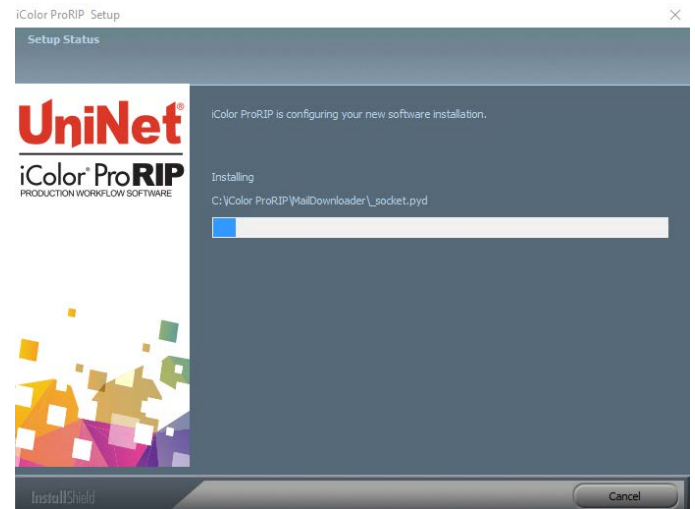 iColor ProRIP Setup
Setup Status
UniNet®
iColor® ProRIP
PRODUCTION WORKFLOW SOFTWARE
iColor ProRIP is configuring your new software installation.
Installing
C:\iColor ProRIP\MailDownloader\_socket.pyd
InstallShield
Cancel